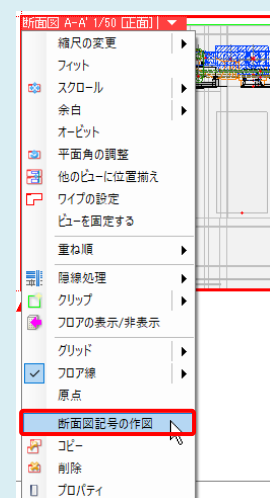 断面図 A-A' 1/50 [正面] ▼
縮尺の変更
フィット
スクロール
余白
オービット
平面角の調整
他のビューに位置揃え
ワイプの設定
ビューを固定する
重ね順
隠線処理
クリップ
フロアの表示/非表示
グリッド
フロア線
原点
断面図記号の作図
コピー
削除
プロパティ